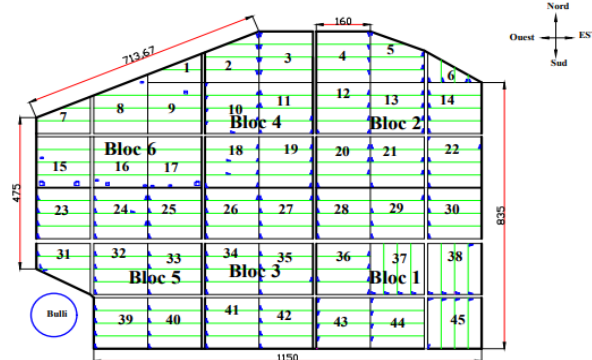 Nord
Ouest EST
Sud
160
713.67
1 2 3 4 5 6
7 8 9 10 11 12 13 14
Bloc 4 Bloc 2
Bloc 6
15 16 17 18 19 20 21 22
475
835
23 24 25 26 27 28 29 30
31 32 33 34 35 36 37 38
Bloc 5 Bloc 3 Bloc 1
Bulli
39 40 41 42 43 44 45
1150